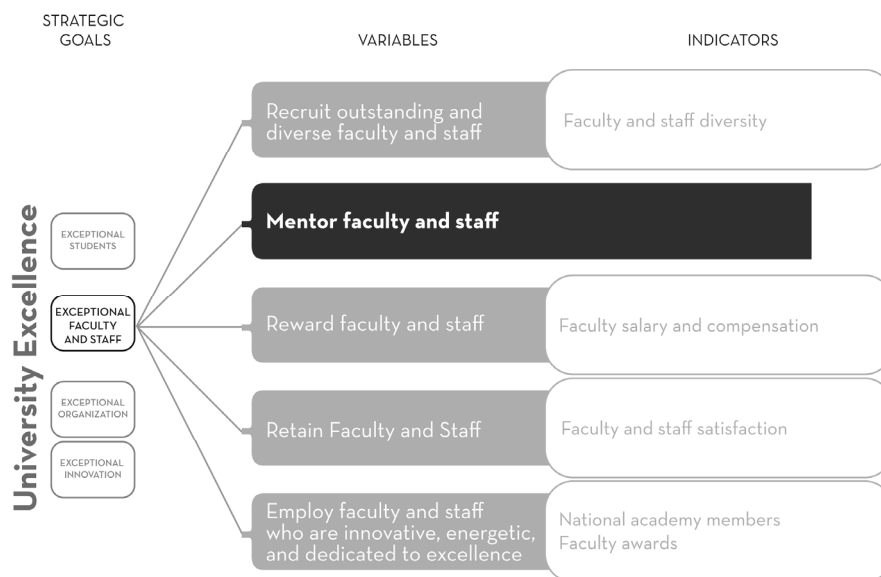 STRATEGIC
GOALS
VARIABLES
INDICATORS
University Excellence
EXCEPTIONAL
STUDENTS
EXCEPTIONAL
FACULTY
AND STAFF
EXCEPTIONAL
ORGANIZATION
EXCEPTIONAL
INNOVATION
Recruit outstanding and
diverse faculty and staff
Faculty and staff diversity
Mentor faculty and staff
Reward faculty and staff
Faculty salary and compensation
Retain Faculty and Staff
Faculty and staff satisfaction
Employ faculty and staff
who are innovative, energetic,
and dedicated to excellence
National academy members
Faculty awards